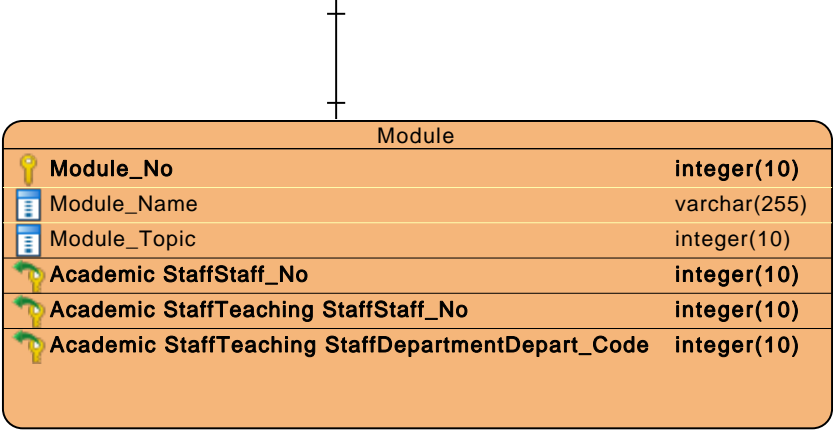 Module
Module_No integer(10)
Module_Name varchar(255)
Module_Topic integer(10)
Academic StaffStaff_No integer(10)
Academic StaffTeaching StaffStaff_No integer(10)
Academic StaffTeaching StaffDepartmentDepart_Code integer(10)